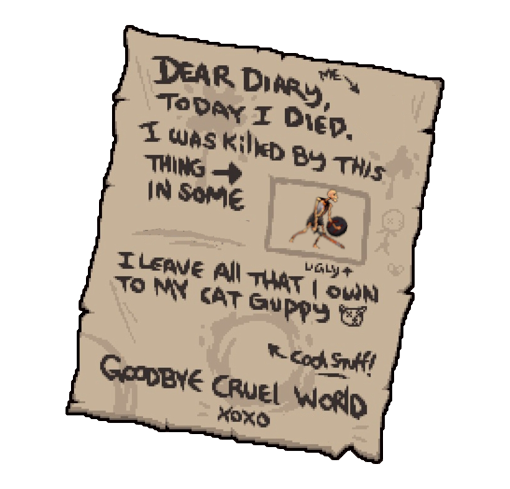 ME
DEAR DIARY,
TODAY I DIED.
I WAS KillED BY THIS
THING
IN SOME
UGLY
I LEAVE All THAT I OWN
TO MY CAT GUPPY
Cool Stuff!
GOODBYE CRUEl WORlD
XOXO